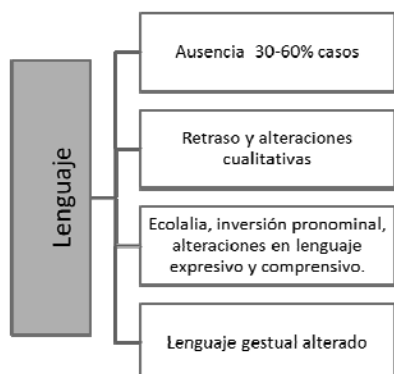 Lenguaje
Ausencia 30-60% casos
Retraso y alteraciones
cualitativas
Ecolalia, inversión pronominal,
alteraciones en lenguaje
expresivo y comprensivo.
Lenguaje gestual alterado